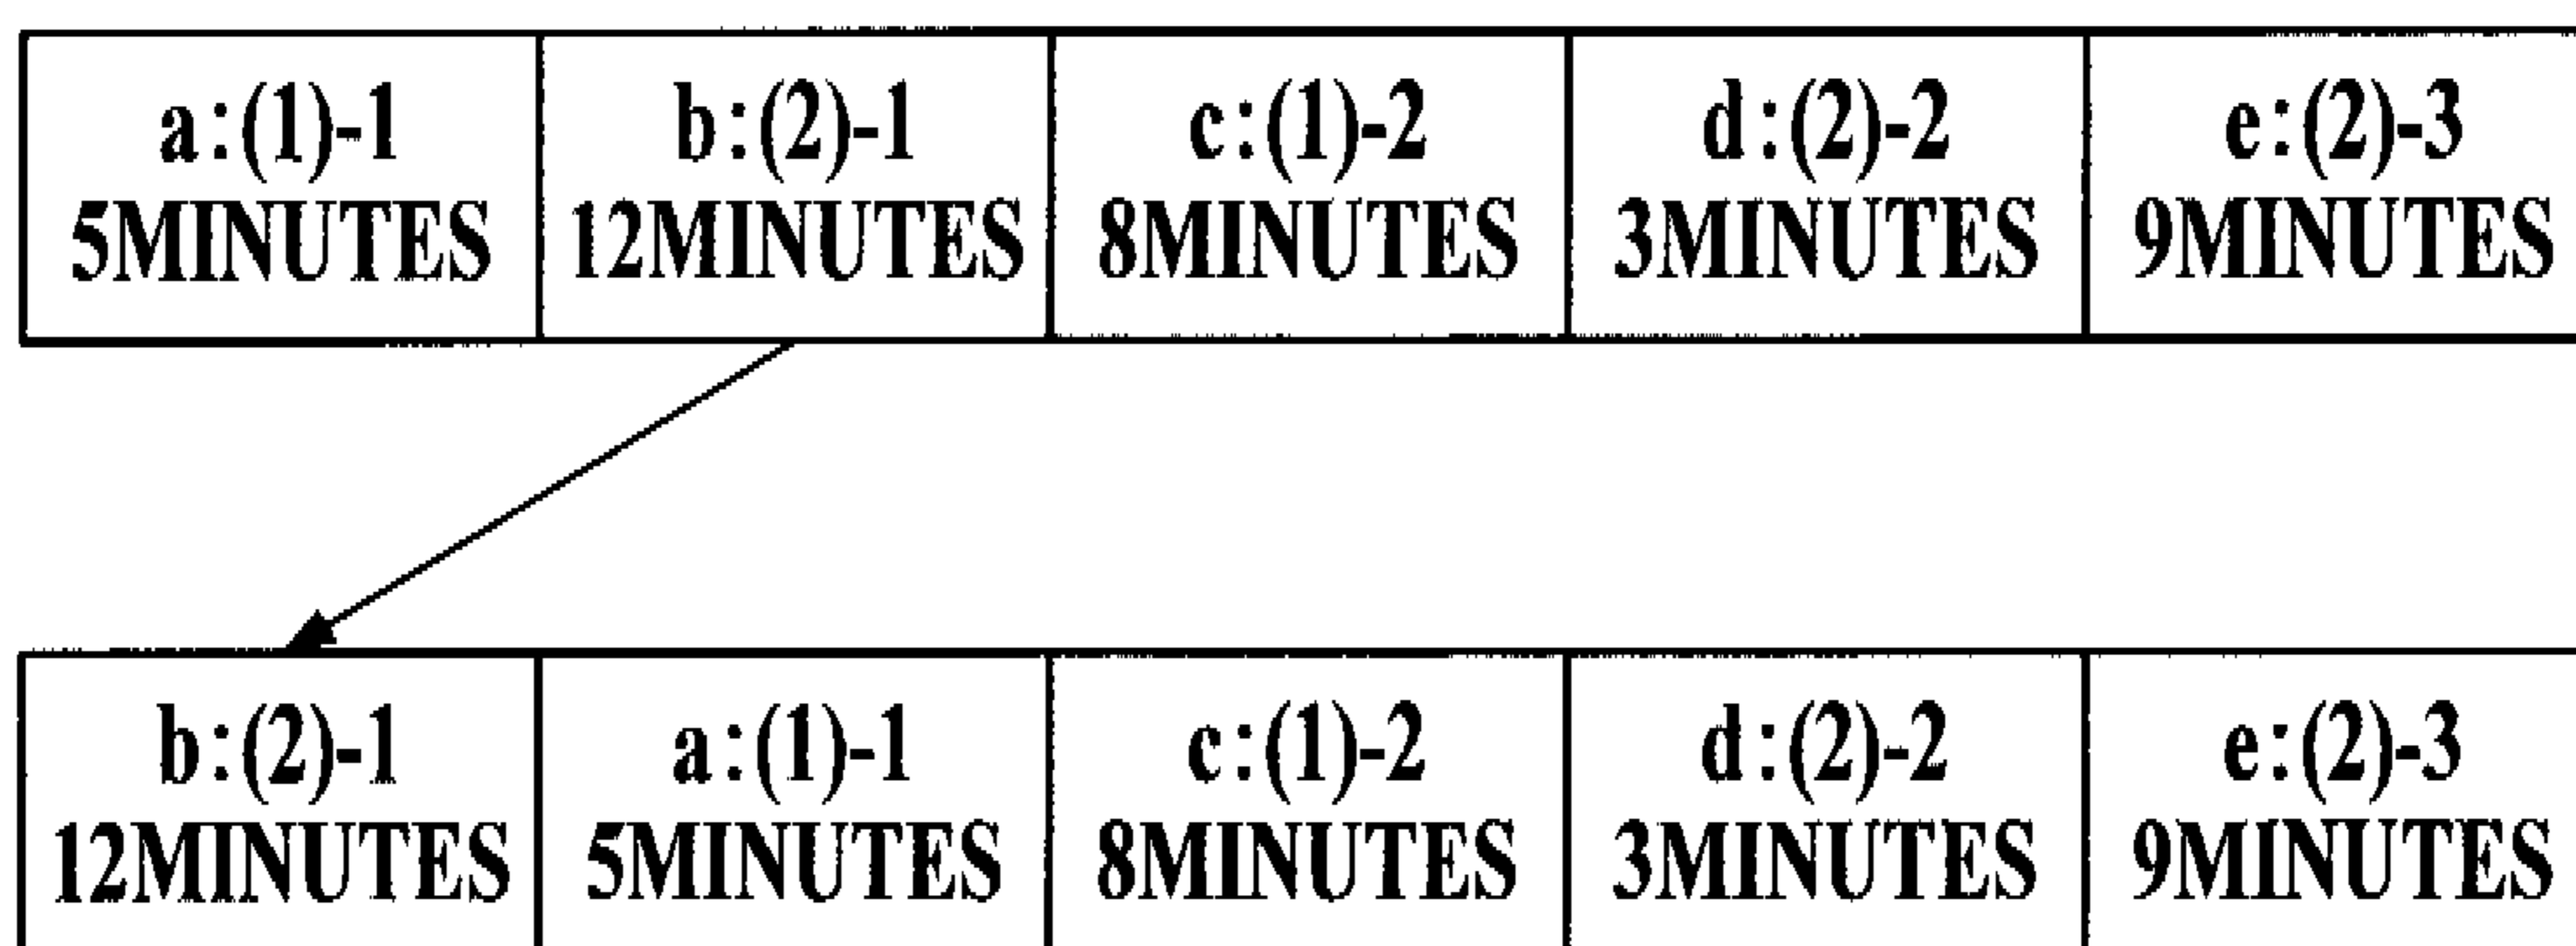 a:(1)-1
5MINUTES
b:(2)-1
12MINUTES
c:(1)-2
8MINUTES
d:(2)-2
3MINUTES
e:(2)-3
9MINUTES
b:(2)-1
12MINUTES
a:(1)-1
5MINUTES
c:(1)-2
8MINUTES
d:(2)-2
3MINUTES
e:(2)-3
9MINUTES